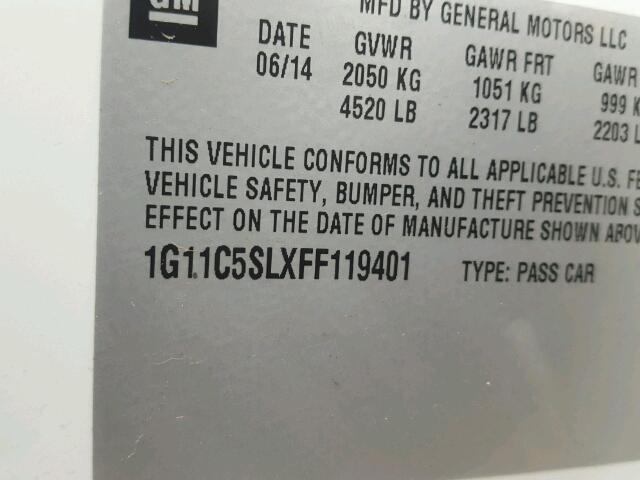 GM
MFD BY GENERAL MOTORS LLC
DATE GVWR GAWR FRT GAWR
06/14 2050 KG 1051 KG 999 K
4520 LB 2317 LB 2203 L
THIS VEHICLE CONFORMS TO ALL APPLICABLE U.S. FE
VEHICLE SAFETY, BUMPER, AND THEFT PREVENTION S
EFFECT ON THE DATE OF MANUFACTURE SHOWN ABOV
1G11C5SLXFF119401 TYPE: PASS CAR